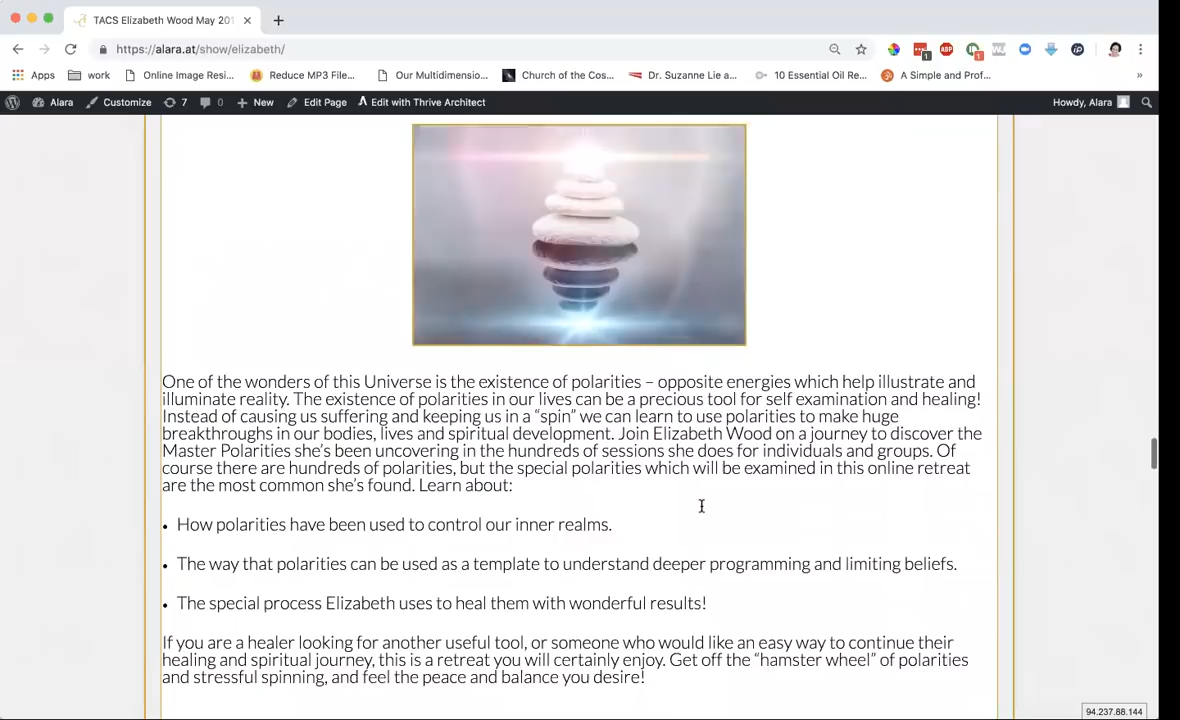 TACS Elizabeth Wood May 201
https://alara.at/show/elizabeth/
1
ABP
1
iP
Apps work Online Image Resi... Reduce MP3 File... Our Multidimensio... Church of the Cos... Dr. Suzanne Lie a... 10 Essential Oil Re... A Simple and Prof... »
Alara Customize 7 0 New Edit Page Edit with Thrive Architect Howdy, Alara
One of the wonders of this Universe is the existence of polarities – opposite energies which help illustrate and
illuminate reality. The existence of polarities in our lives can be a precious tool for self examination and healing!
Instead of causing us suffering and keeping us in a “spin” we can learn to use polarities to make huge
breakthroughs in our bodies, lives and spiritual development. Join Elizabeth Wood on a journey to discover the
Master Polarities she’s been uncovering in the hundreds of sessions she does for individuals and groups. Of
course there are hundreds of polarities, but the special polarities which will be examined in this online retreat
are the most common she’s found. Learn about:
• How polarities have been used to control our inner realms.
• The way that polarities can be used as a template to understand deeper programming and limiting beliefs.
• The special process Elizabeth uses to heal them with wonderful results!
If you are a healer looking for another useful tool, or someone who would like an easy way to continue their
healing and spiritual journey, this is a retreat you will certainly enjoy. Get off the “hamster wheel” of polarities
and stressful spinning, and feel the peace and balance you desire!
94.237.88.144